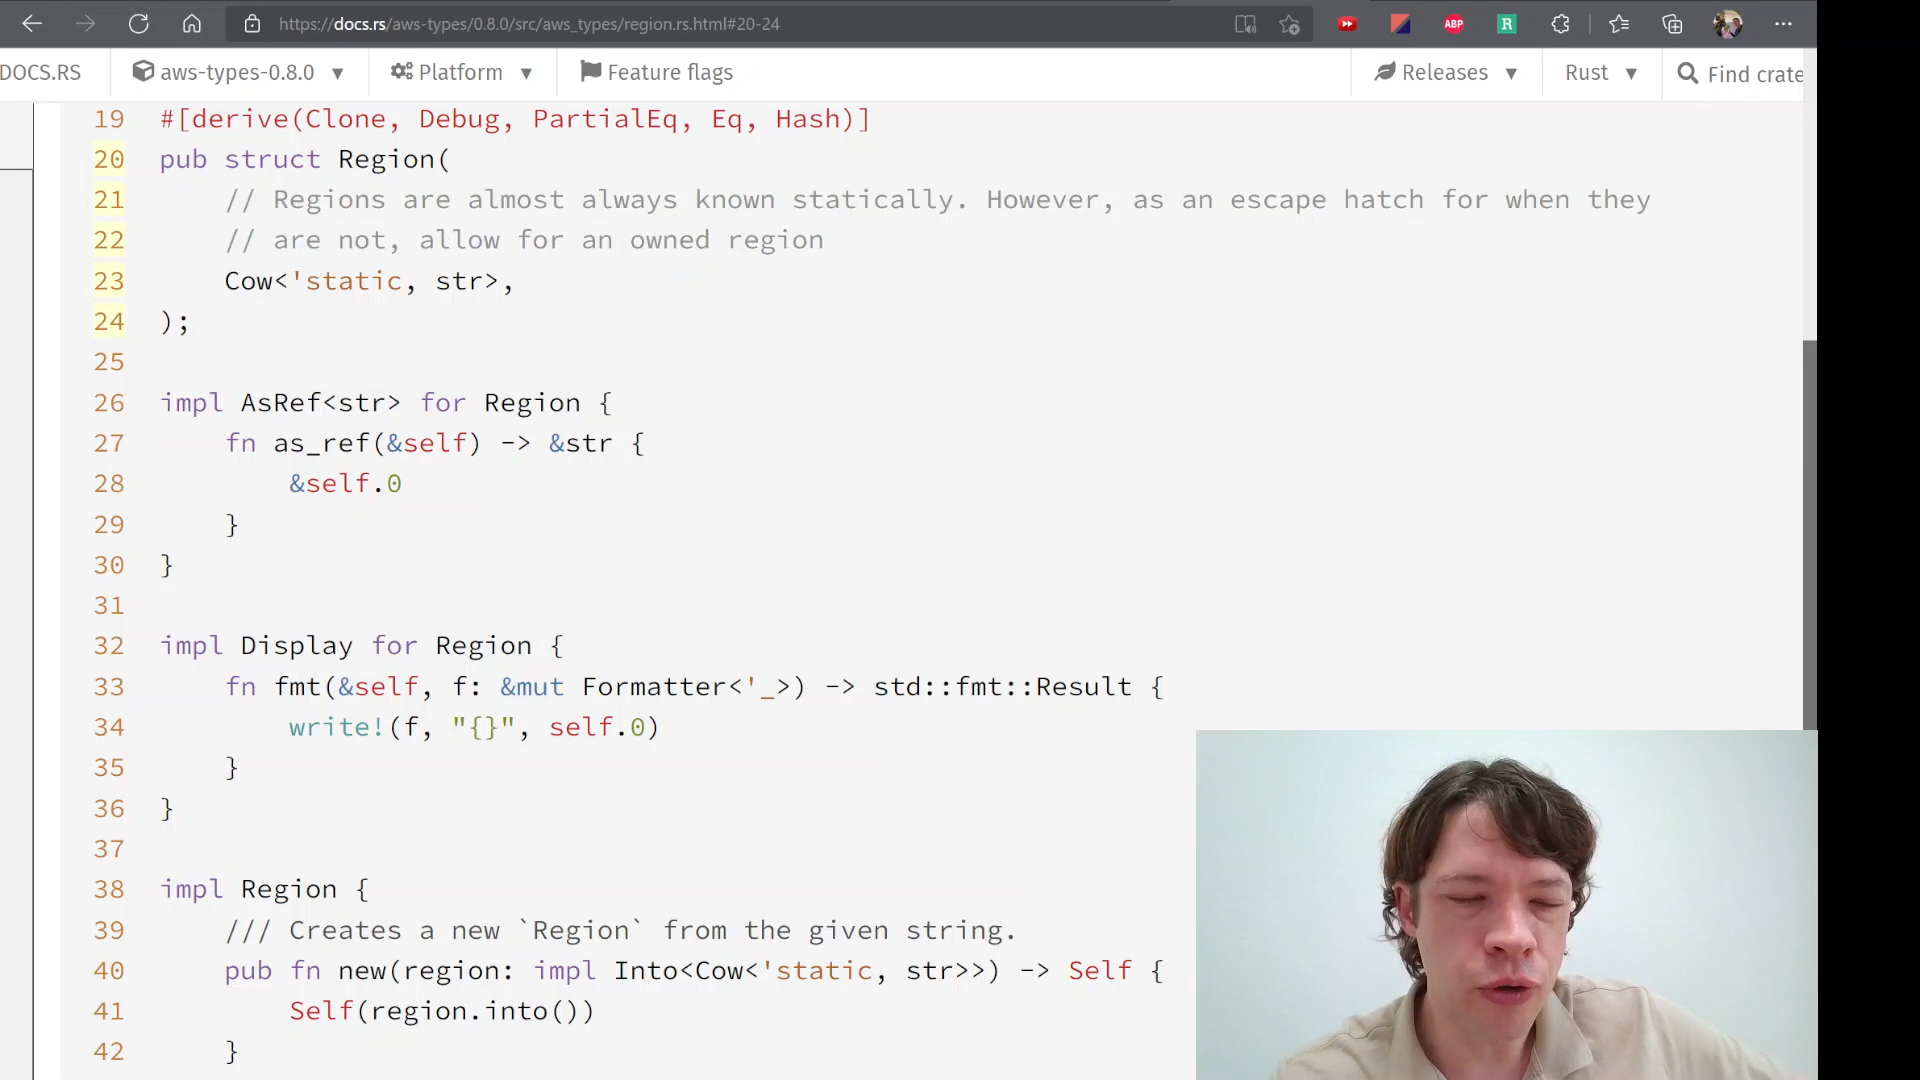 https://docs.rs/aws-types/0.8.0/src/aws_types/region.rs.html#20-24
ABP
R
DOCS.RS aws-types-0.8.0 Platform Feature flags Releases Rust Find crate
19 #[derive(Clone, Debug, PartialEq, Eq, Hash)]
20 pub struct Region(
21 // Regions are almost always known statically. However, as an escape hatch for when they
22 // are not, allow for an owned region
23 Cow<'static, str>,
24 );
25
26 impl AsRef<str> for Region {
27 fn as_ref(&self) -> &str {
28 &self.0
29 }
30 }
31
32 impl Display for Region {
33 fn fmt(&self, f: &mut Formatter<'_>) -> std::fmt::Result {
34 write!(f, "{}", self.0)
35 }
36 }
37
38 impl Region {
39 /// Creates a new `Region` from the given string.
40 pub fn new(region: impl Into<Cow<'static, str>>) -> Self {
41 Self(region.into())
42 }